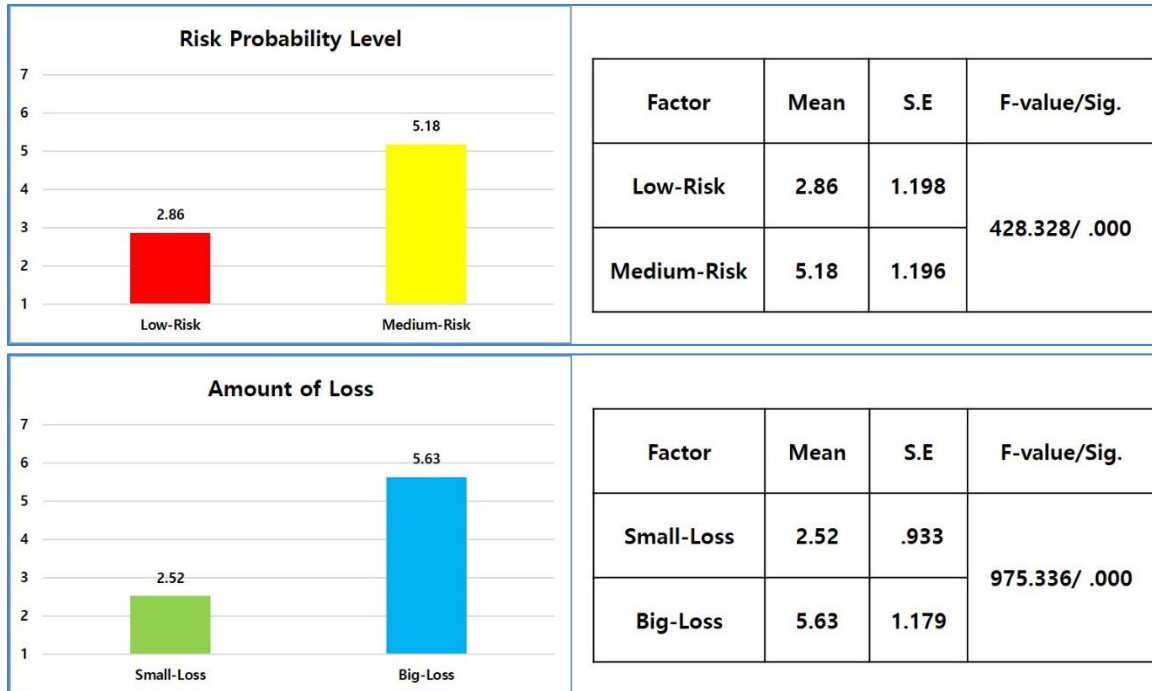 Risk Probability Level
7
6
5
4
3
2
1
2.86
5.18
Low-Risk
Medium-Risk
Factor Mean S.E F-value/Sig.
Low-Risk 2.86 1.198
428.328/ .000
Medium-Risk 5.18 1.196
Amount of Loss
7
6
5
4
3
2
1
2.52
5.63
Small-Loss
Big-Loss
Factor Mean S.E F-value/Sig.
Small-Loss 2.52 .933
975.336/ .000
Big-Loss 5.63 1.179